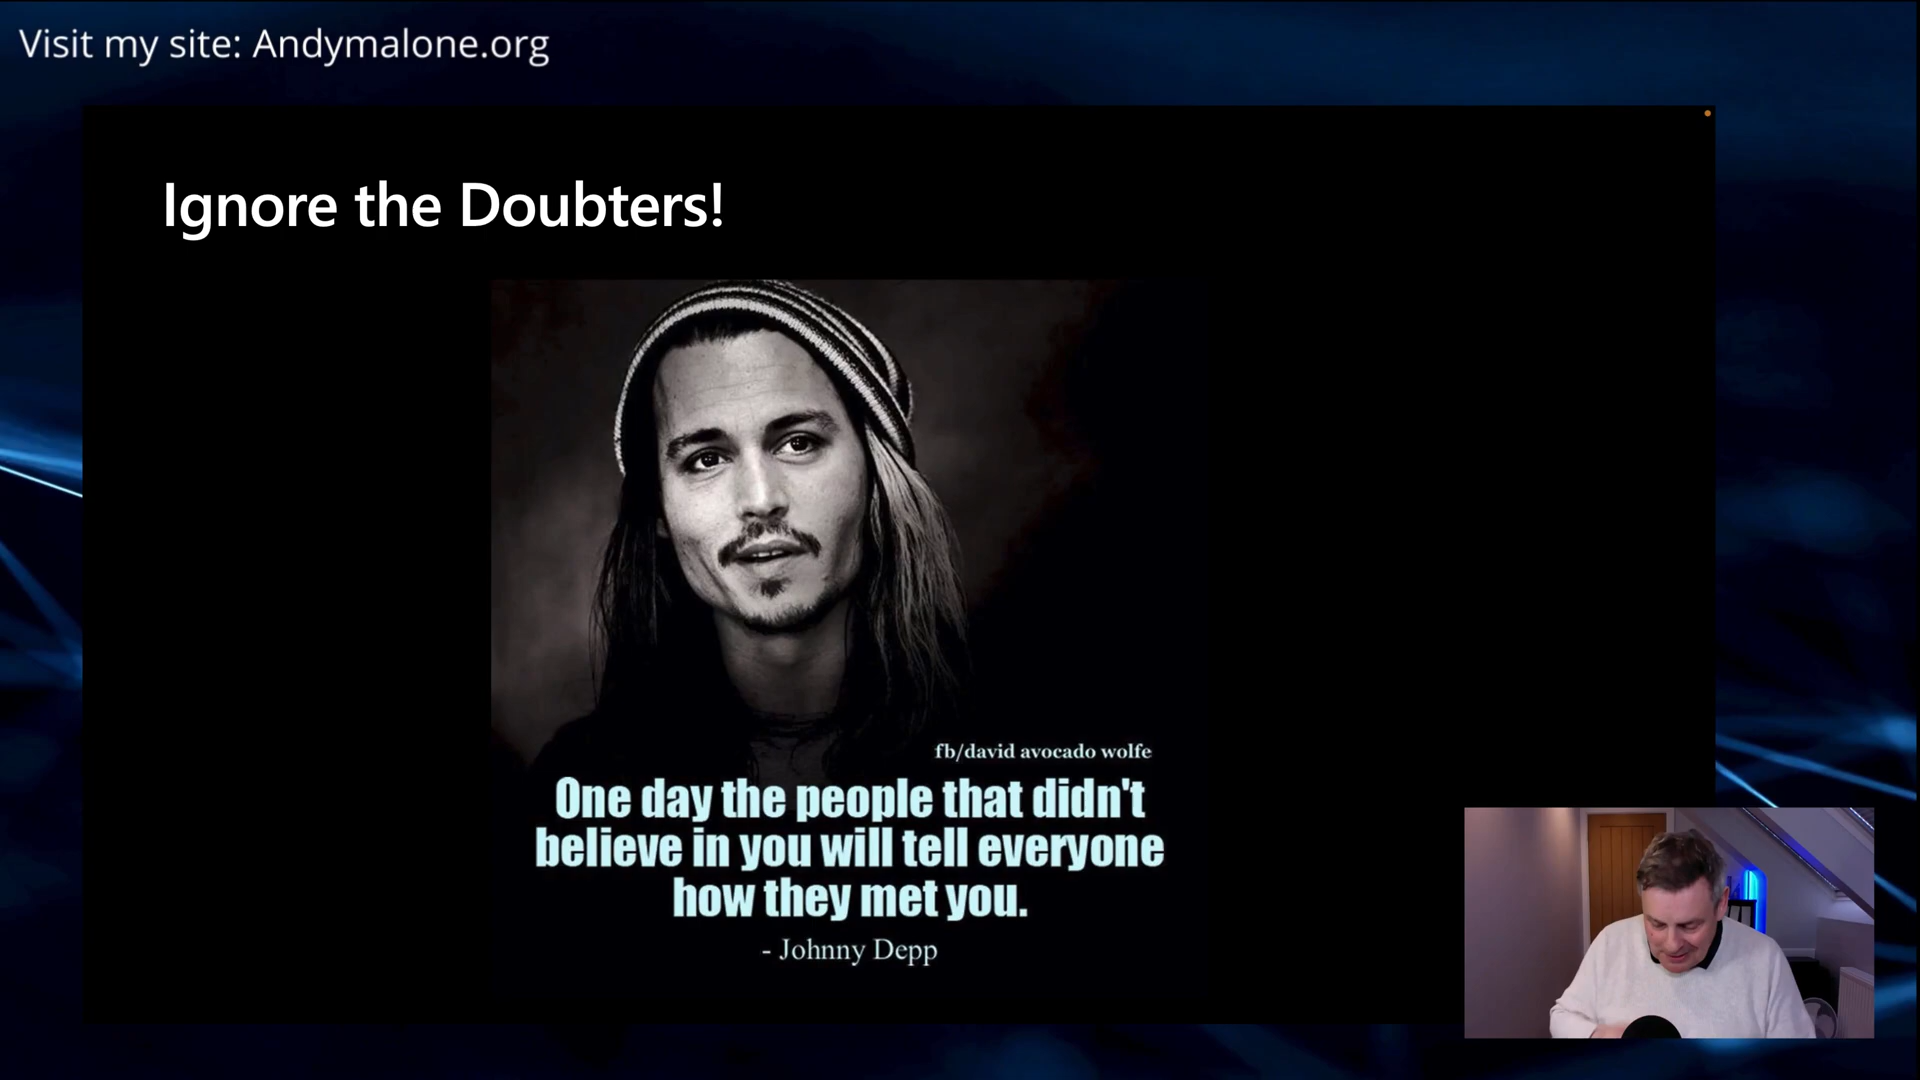 Visit my site: Andymalone.org
Ignore the Doubters!
fb/david avocado wolfe
One day the people that didn't
believe in you will tell everyone
how they met you.
- Johnny Depp